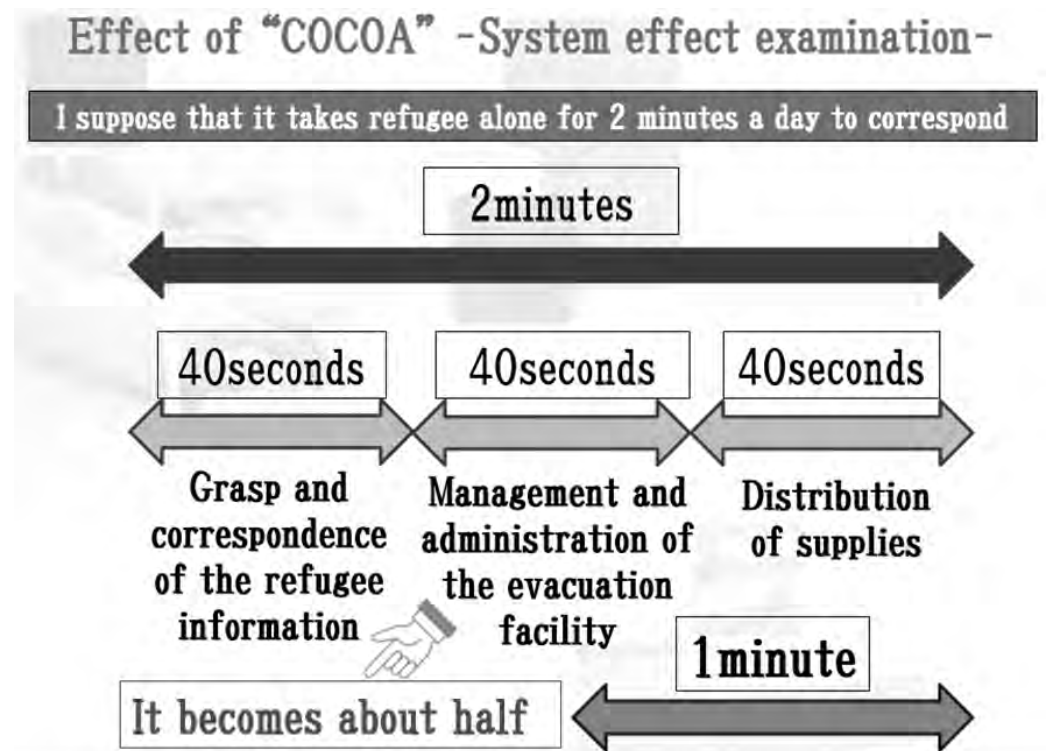 Effect of “COCOA” -System effect examination-
I suppose that it takes refugee alone for 2 minutes a day to correspond
2minutes
40seconds
40seconds
40seconds
Grasp and
correspondence
of the refugee
information
Management and
administration of
the evacuation
facility
Distribution
of supplies
1minute
It becomes about half